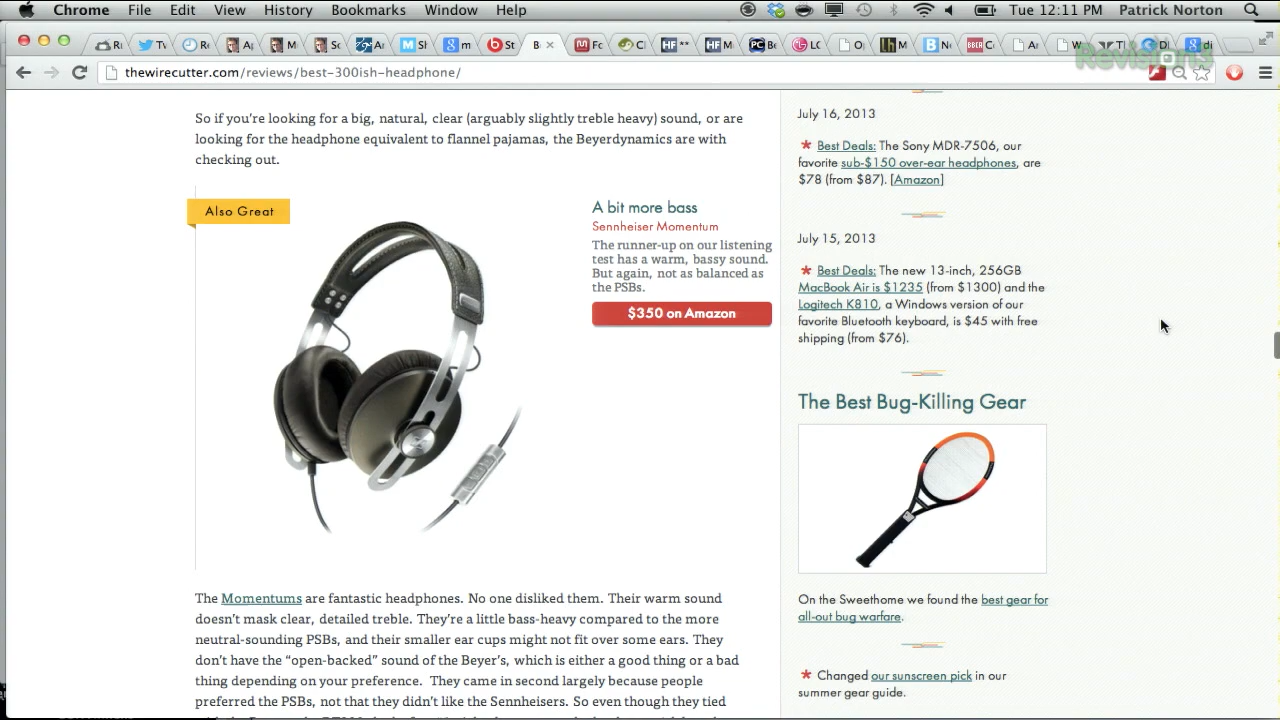 Chrome File Edit View History Bookmarks Window Help Tue 12:11 PM Patrick Norton
Revision3
thewirecutter.com/reviews/best-300ish-headphone/
So if you’re looking for a big, natural, clear (arguably slightly treble heavy) sound, or are
looking for the headphone equivalent to flannel pajamas, the Beyerdynamics are with
checking out.
Also Great
A bit more bass
Sennheiser Momentum
The runner-up on our listening
test has a warm, bassy sound.
But again, not as balanced as
the PSBs.
$350 on Amazon
The Momentums are fantastic headphones. No one disliked them. Their warm sound
doesn’t mask clear, detailed treble. They’re a little bass-heavy compared to the more
neutral-sounding PSBs, and their smaller ear cups might not fit over some ears. They
don’t have the “open-backed” sound of the Beyer’s, which is either a good thing or a bad
thing depending on your preference. They came in second largely because people
preferred the PSBs, not that they didn’t like the Sennheisers. So even though they tied
July 16, 2013
* Best Deals: The Sony MDR-7506, our
favorite sub-$150 over-ear headphones, are
$78 (from $87). [Amazon]
July 15, 2013
* Best Deals: The new 13-inch, 256GB
MacBook Air is $1235 (from $1300) and the
Logitech K810, a Windows version of our
favorite Bluetooth keyboard, is $45 with free
shipping (from $76).
The Best Bug-Killing Gear
On the Sweethome we found the best gear for
all-out bug warfare.
* Changed our sunscreen pick in our
summer gear guide.